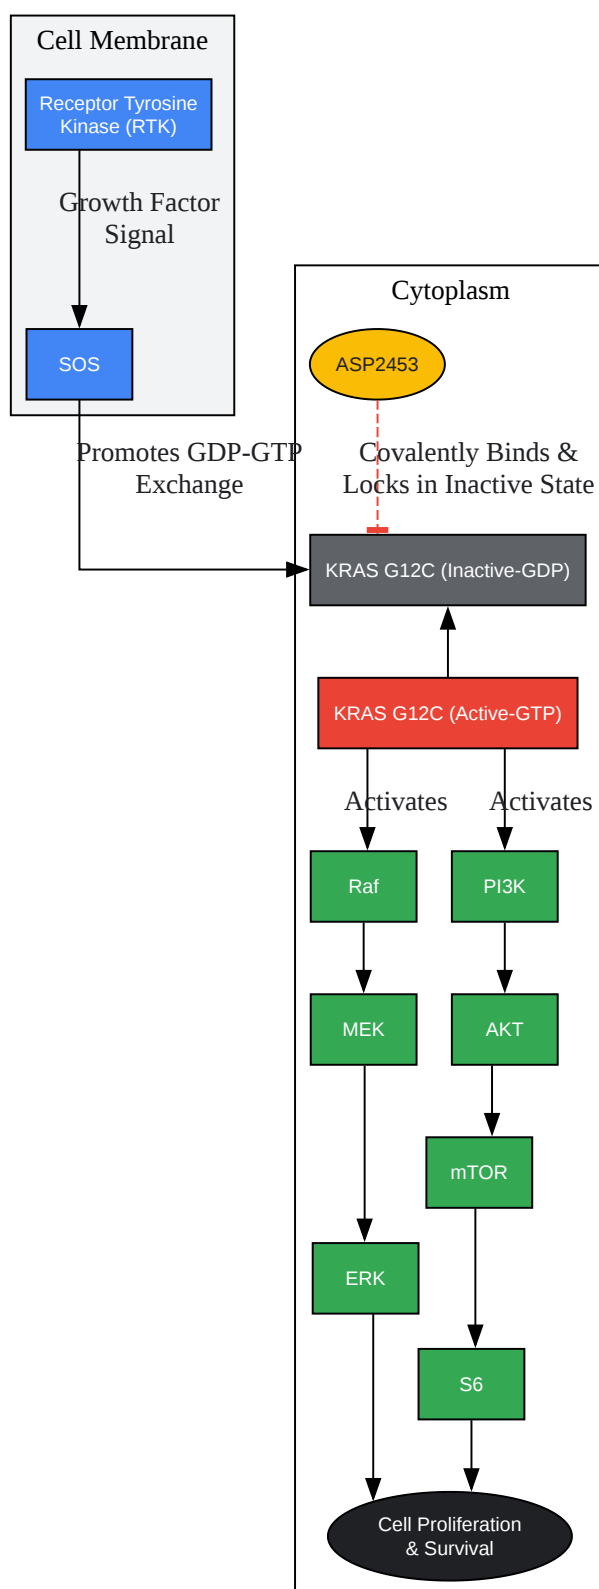 Cell Membrane
Receptor Tyrosine
Kinase (RTK)
Growth Factor
Signal
SOS
Promotes GDP-GTP
Exchange
Cytoplasm
ASP2453
Covalently Binds &
Locks in Inactive State
KRAS G12C (Inactive-GDP)
KRAS G12C (Active-GTP)
Activates
Activates
Raf
PI3K
MEK
AKT
mTOR
ERK
S6
Cell Proliferation
& Survival